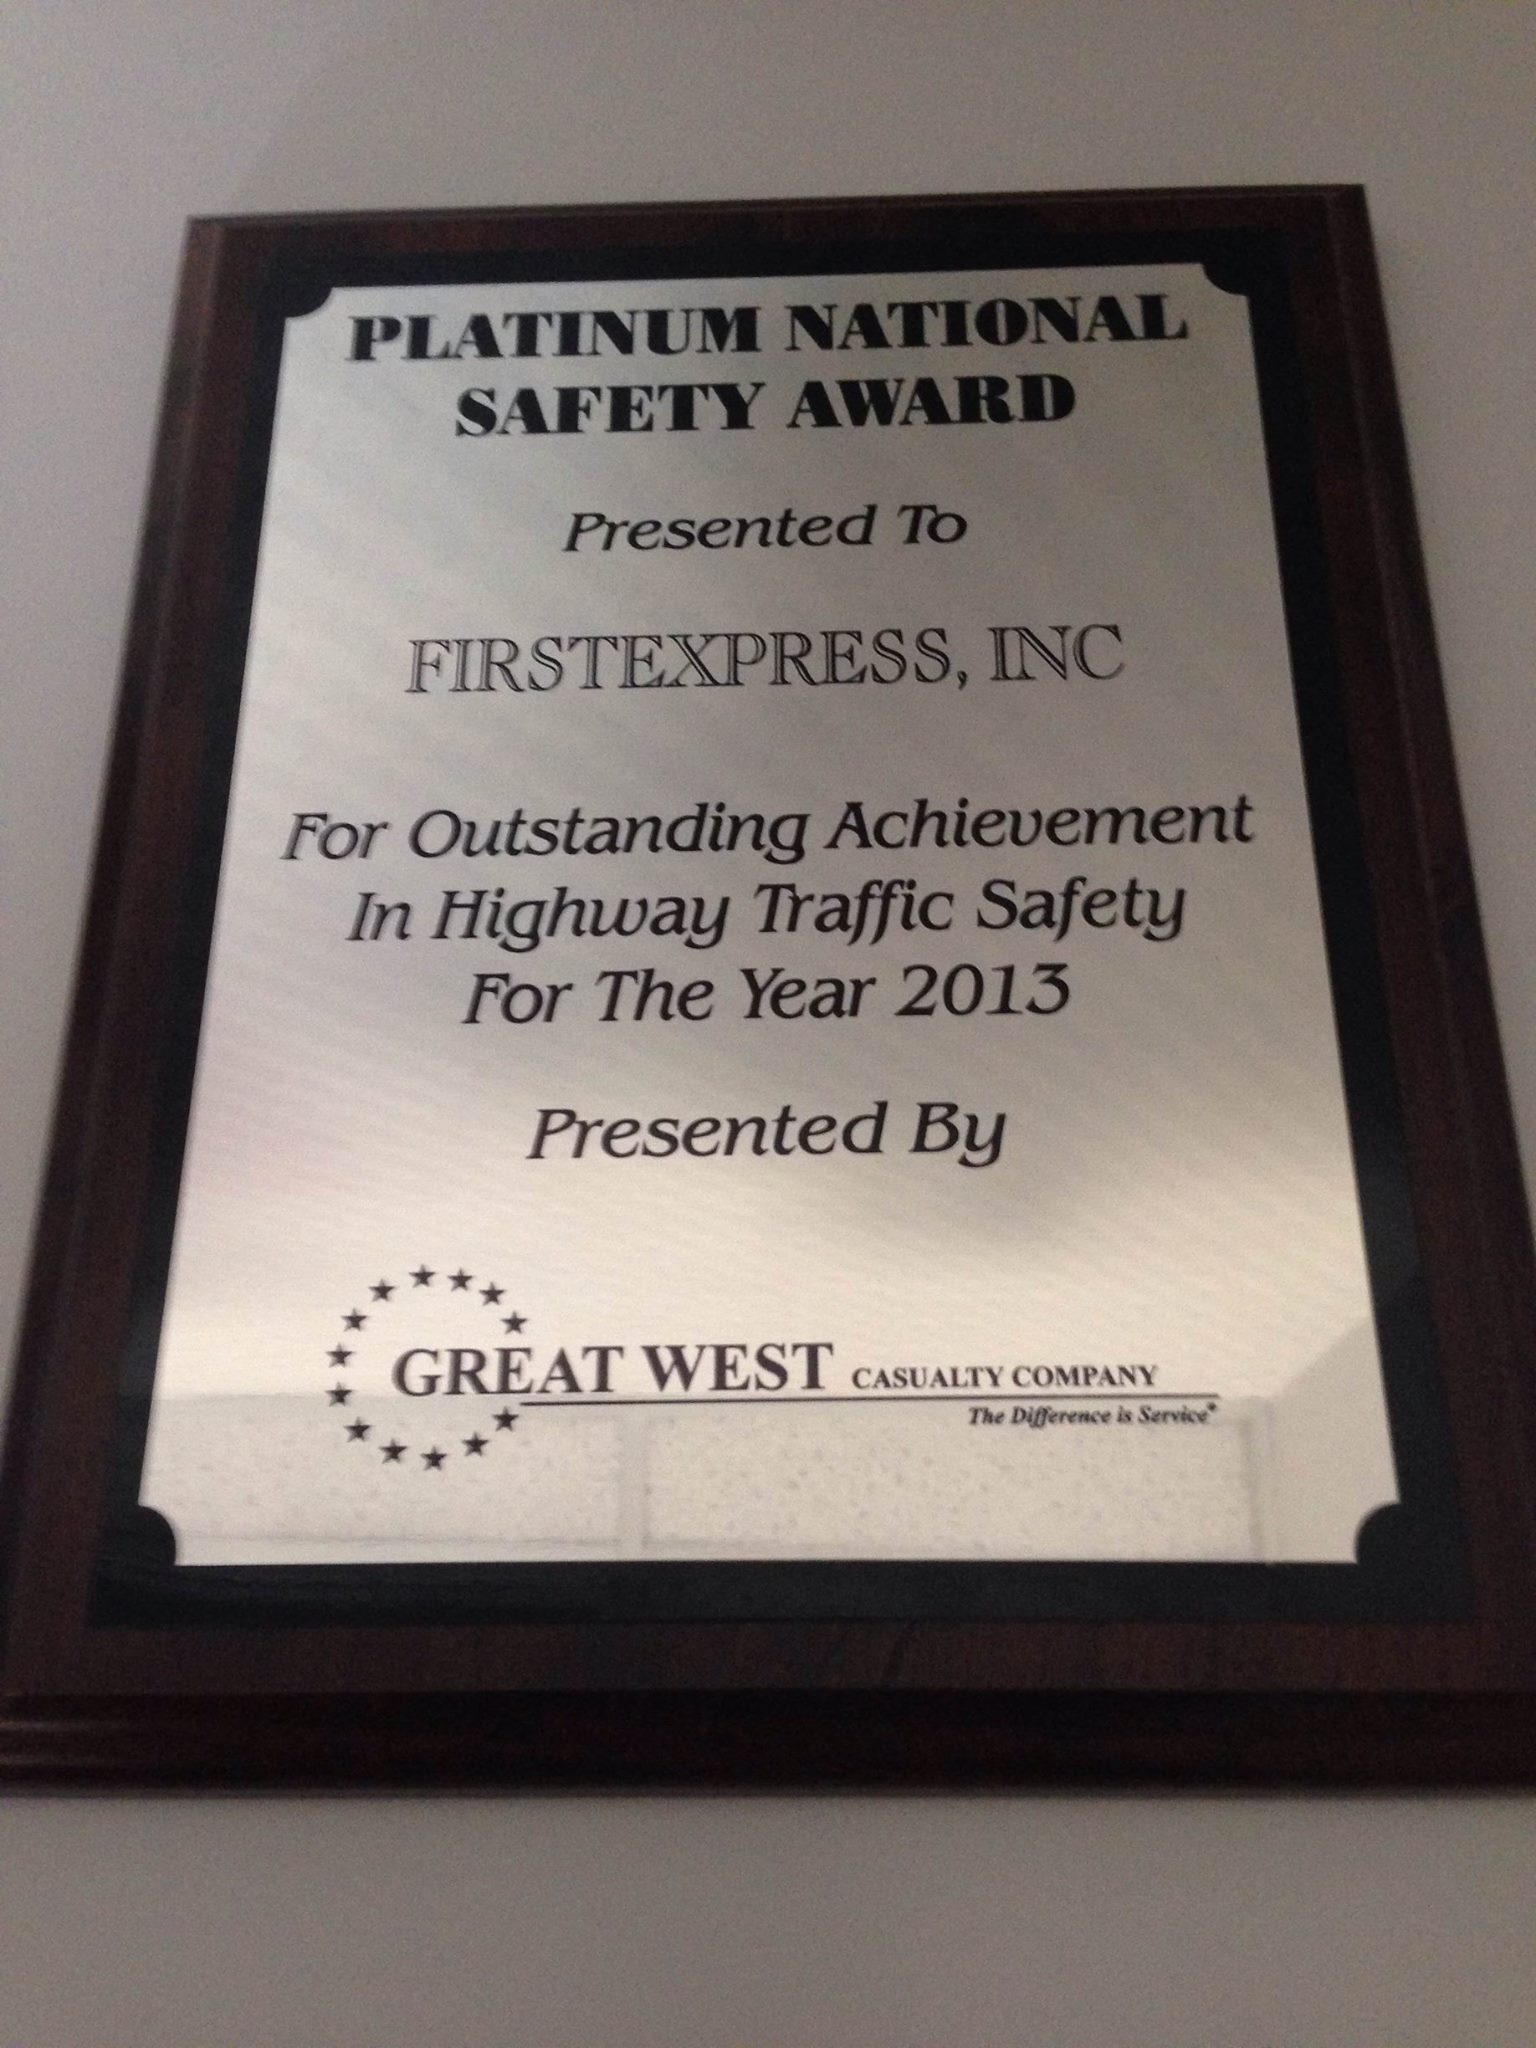 PLATINUM NATIONAL
SAFETY AWARD
Presented To
FIRSTEXPRESS, INC
For Outstanding Achievement
In Highway Traffic Safety
For The Year 2013
Presented By
GREAT WEST CASUALTY COMPANY
The Difference is Service®